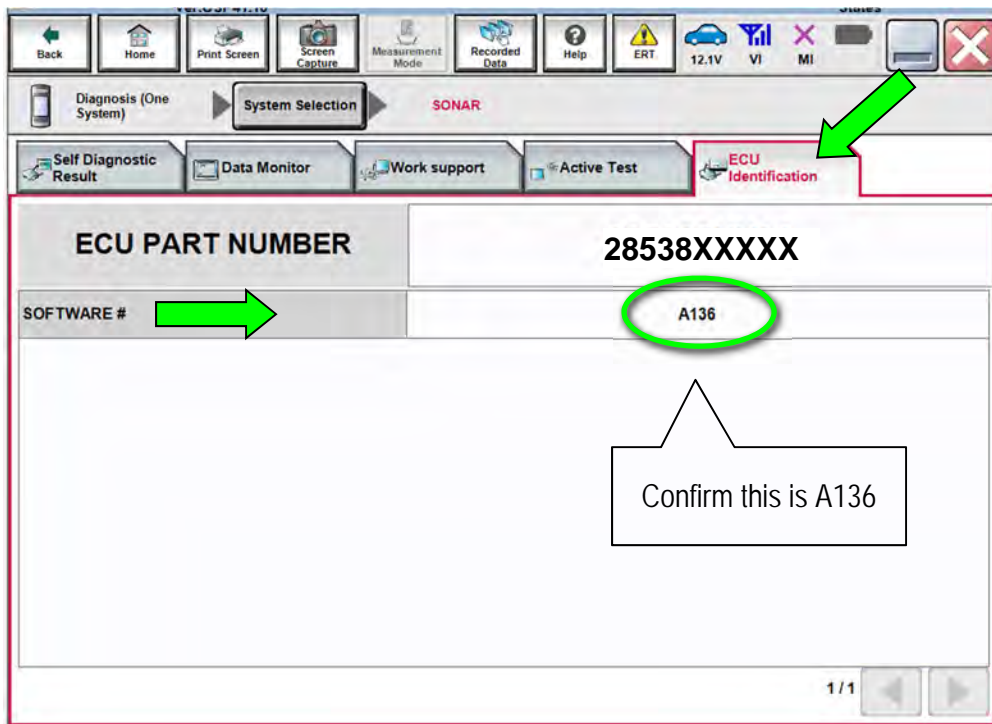 Back
Home
Print Screen
Screen
Capture
Measurement
Mode
Recorded
Data
Help
ERT
12.1V
VI
MI
Diagnosis (One
System)
System Selection
SONAR
Self Diagnostic
Result
Data Monitor
Work support
Active Test
ECU
Identification
ECU PART NUMBER
28538XXXXX
SOFTWARE #
A136
Confirm this is A136
1/1